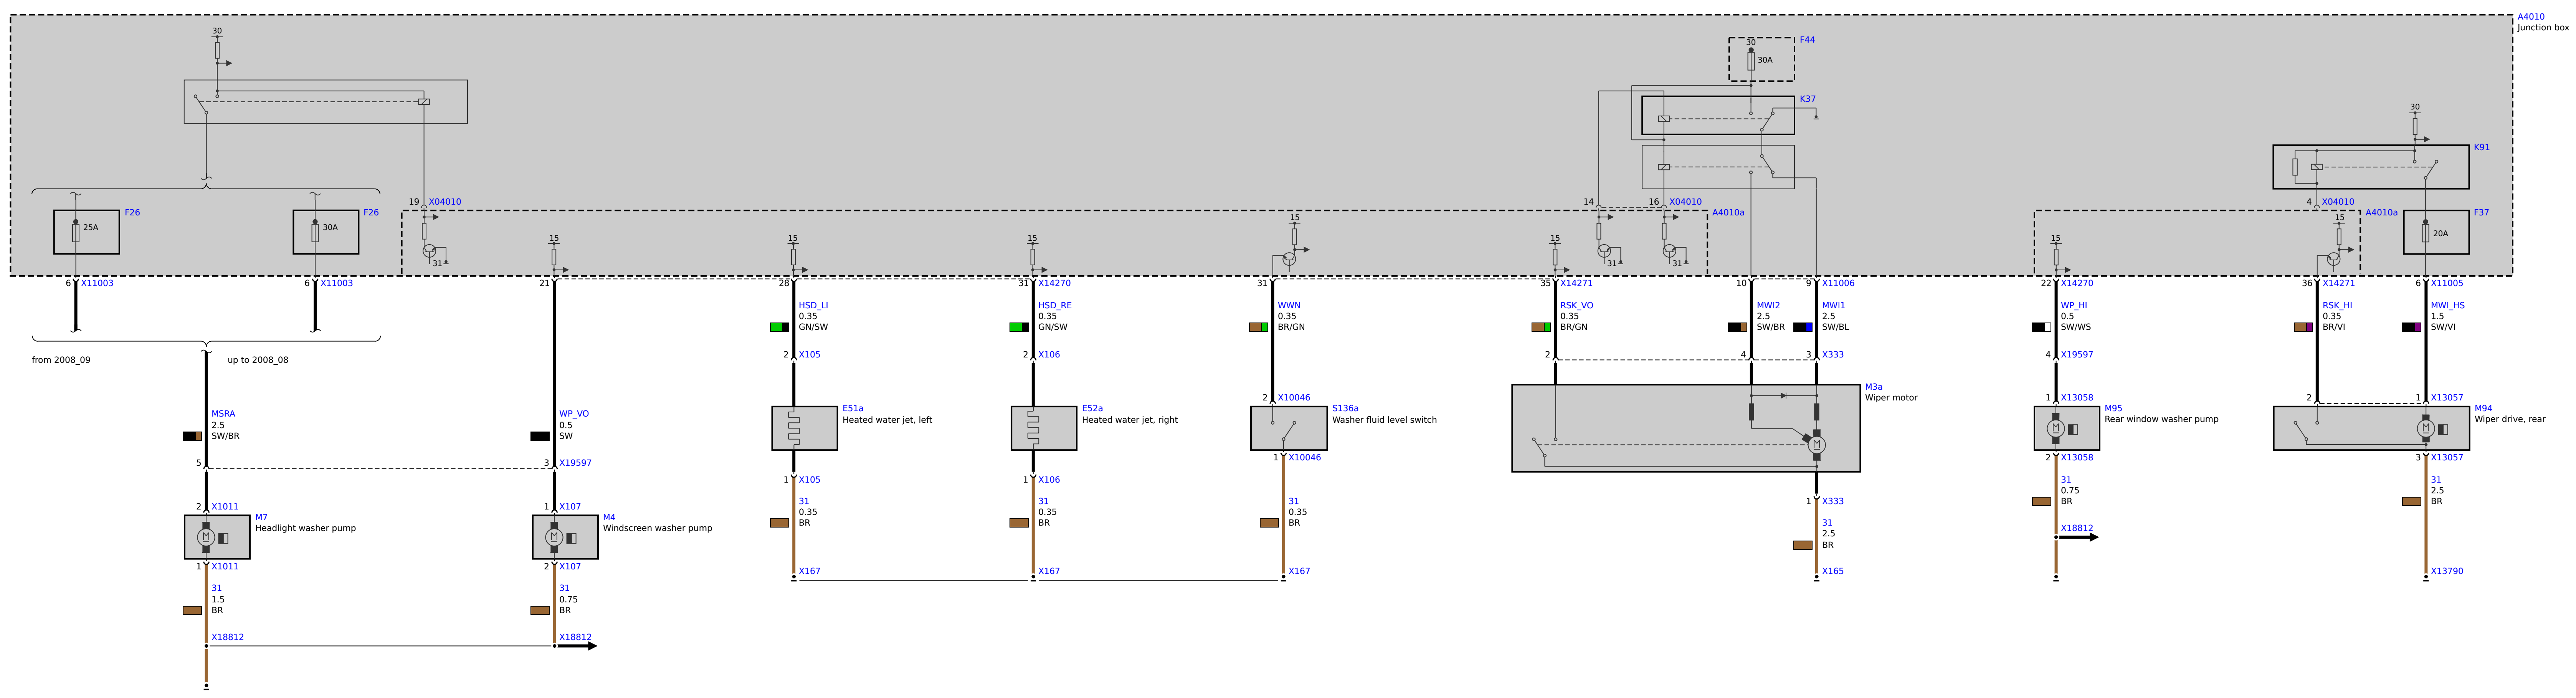 A4010
Junction box
30
30
F44
30A
K37
30
K91
19 X04010
14
16 X04010
4 X04010
F26
25A
F26
30A
A4010a
A4010a
F37
20A
15
15
15
15
15
15
15
31
31
31
15
6 X11003
6 X11003
21
28
31 X14270
31
35 X14271
10
9 X11006
22 X14270
36 X14271
6 X11005
HSD_LI
0.35
GN/SW
HSD_RE
0.35
GN/SW
WWN
0.35
BR/GN
RSK_VO
0.35
BR/GN
MWI2
2.5
SW/BR
MWI1
2.5
SW/BL
WP_HI
0.5
SW/WS
RSK_HI
0.35
BR/VI
MWI_HS
1.5
SW/VI
from 2008_09
up to 2008_08
2 X105
2 X106
2
4
3 X333
4 X19597
M3a
Wiper motor
M
2 X10046
1 X13058
2
1 X13057
MSRA
2.5
SW/BR
WP_VO
0.5
SW
E51a
Heated water jet, left
E52a
Heated water jet, right
S136a
Washer fluid level switch
M95
Rear window washer pump
M
M94
Wiper drive, rear
M
5
3 X19597
1 X10046
2 X13058
3 X13057
1 X105
1 X106
31
0.35
BR
31
0.35
BR
31
0.35
BR
1 X333
31
2.5
BR
31
0.75
BR
31
2.5
BR
2 X1011
1 X107
M7
Headlight washer pump
M
M4
Windscreen washer pump
M
X18812
1 X1011
2 X107
X167
X167
X167
X165
X13790
31
1.5
BR
31
0.75
BR
X18812
X18812